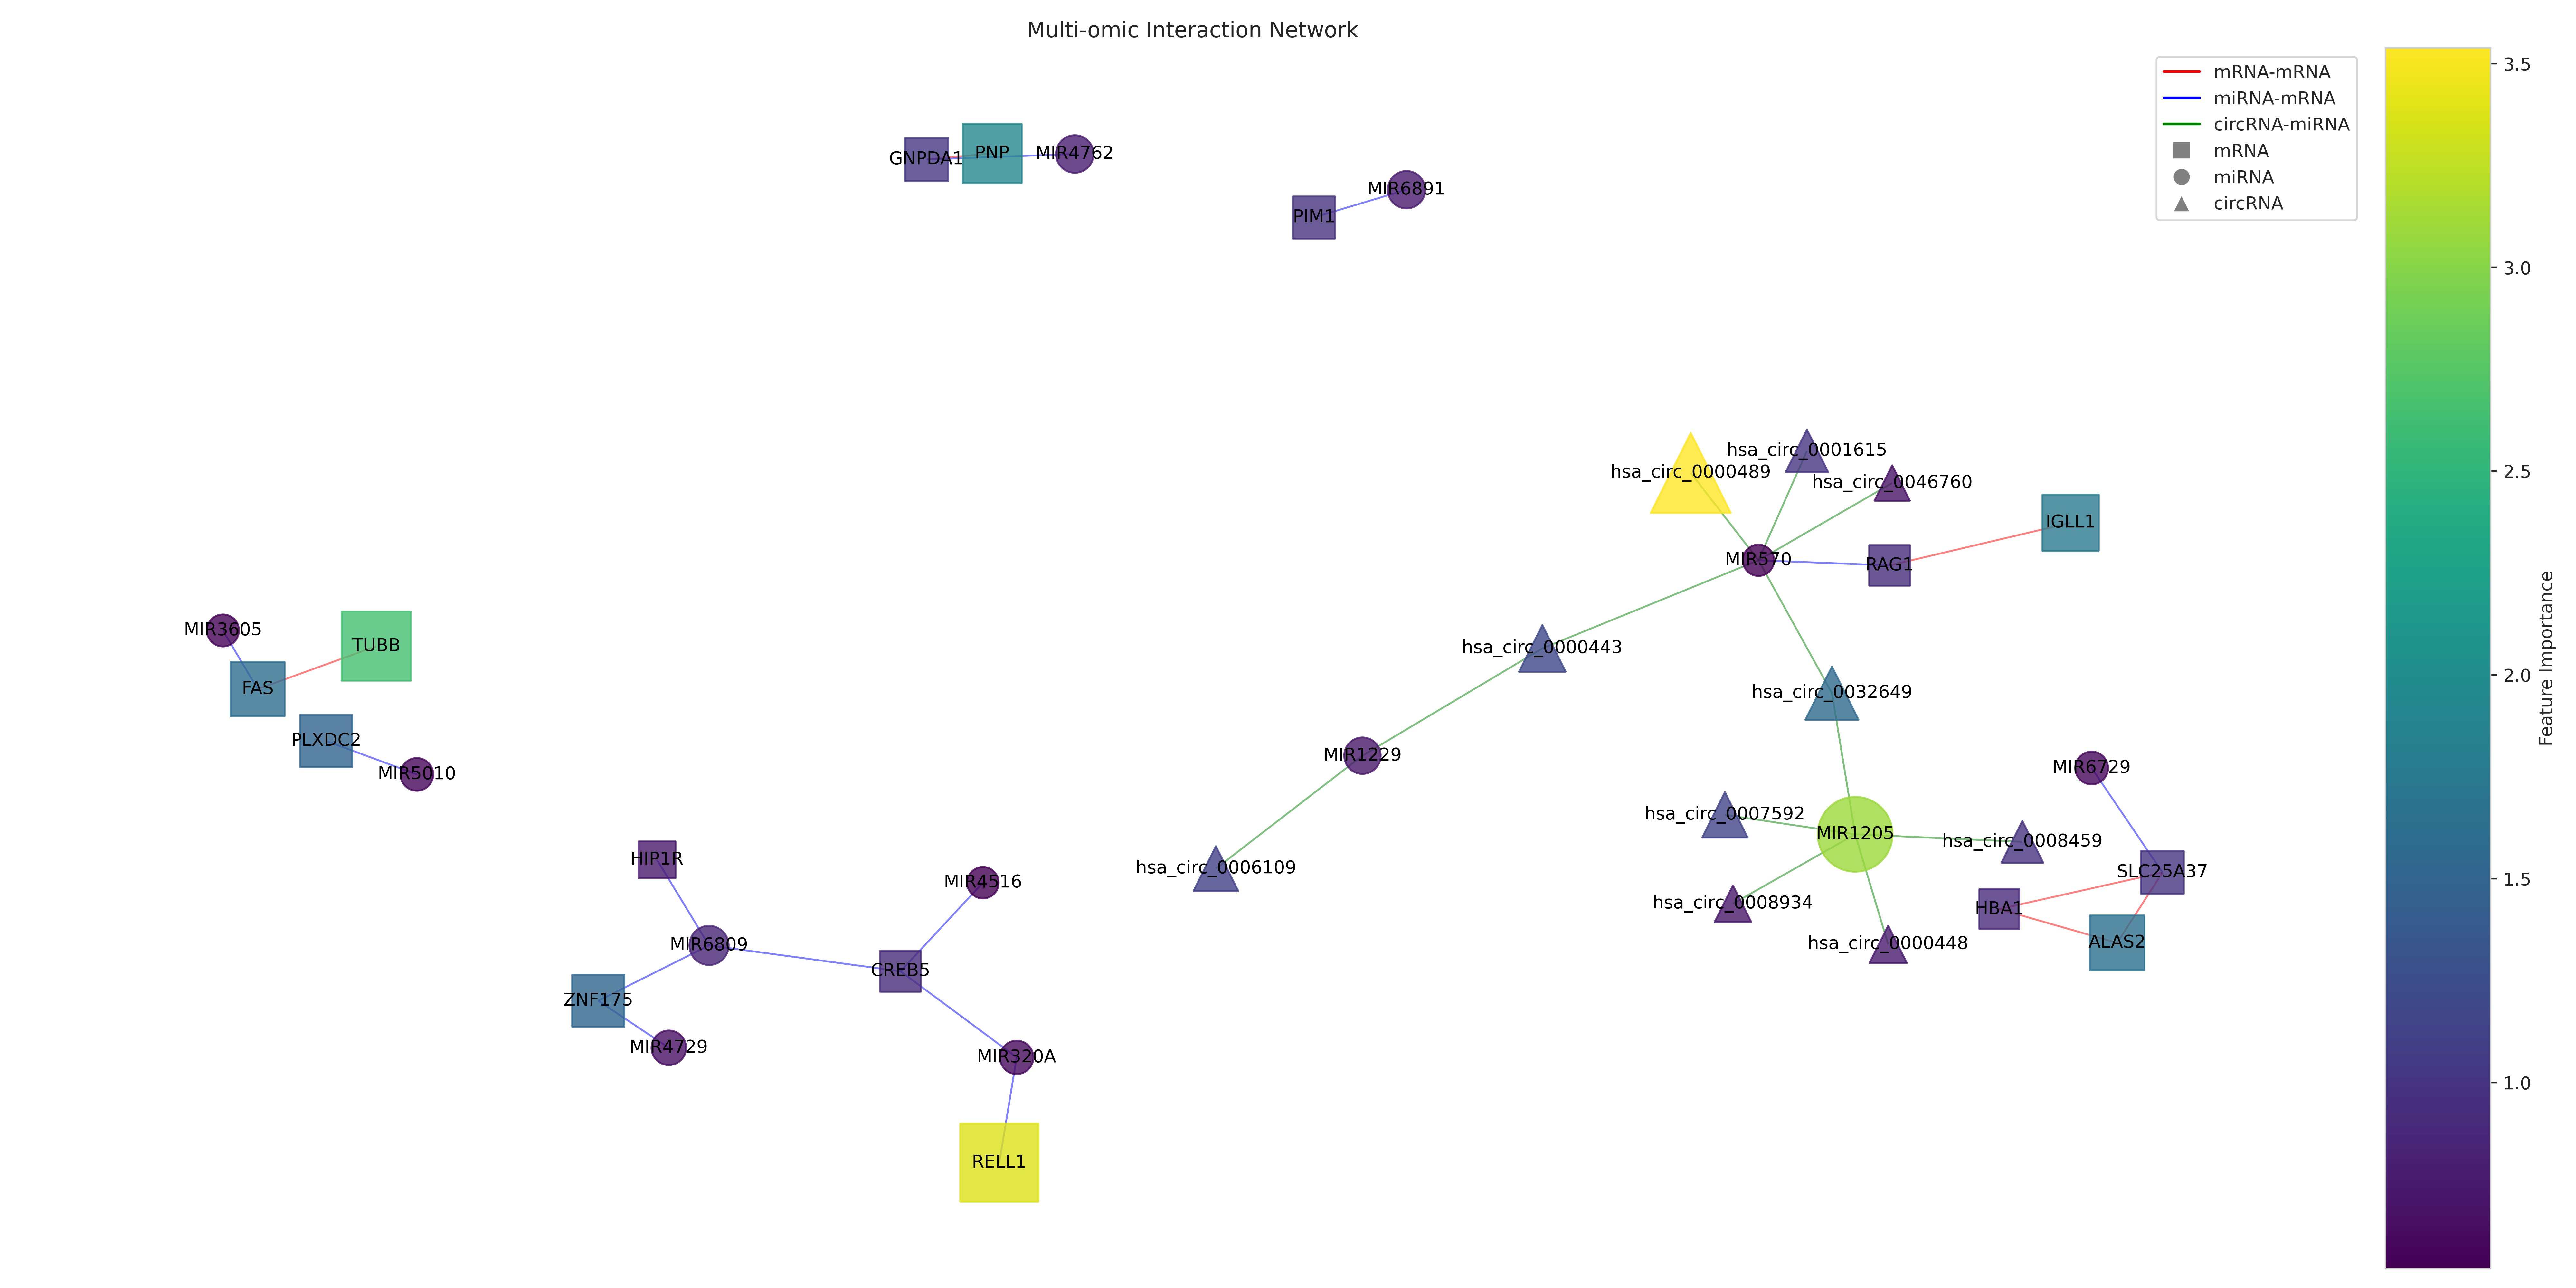 Multi-omic Interaction Network
mRNA-mRNA
miRNA-mRNA
circRNA-miRNA
mRNA
miRNA
circRNA
3.5
3.0
2.5
2.0
1.5
1.0
Feature Importance
GNPDA1
PNP
MIR4762
MIR6891
PIM1
hsa_circ_0001615
hsa_circ_0000489
hsa_circ_0046760
IGLL1
MIR570
RAG1
MIR3605
TUBB
hsa_circ_0000443
FAS
hsa_circ_0032649
PLXDC2
MIR5010
MIR1229
MIR6729
hsa_circ_0007592
MIR1205
hsa_circ_0008459
HIP1R
hsa_circ_0006109
SLC25A37
MIR4516
hsa_circ_0008934
HBA1
MIR6809
hsa_circ_0000448
ALAS2
CREB5
ZNF175
MIR4729
MIR320A
RELL1